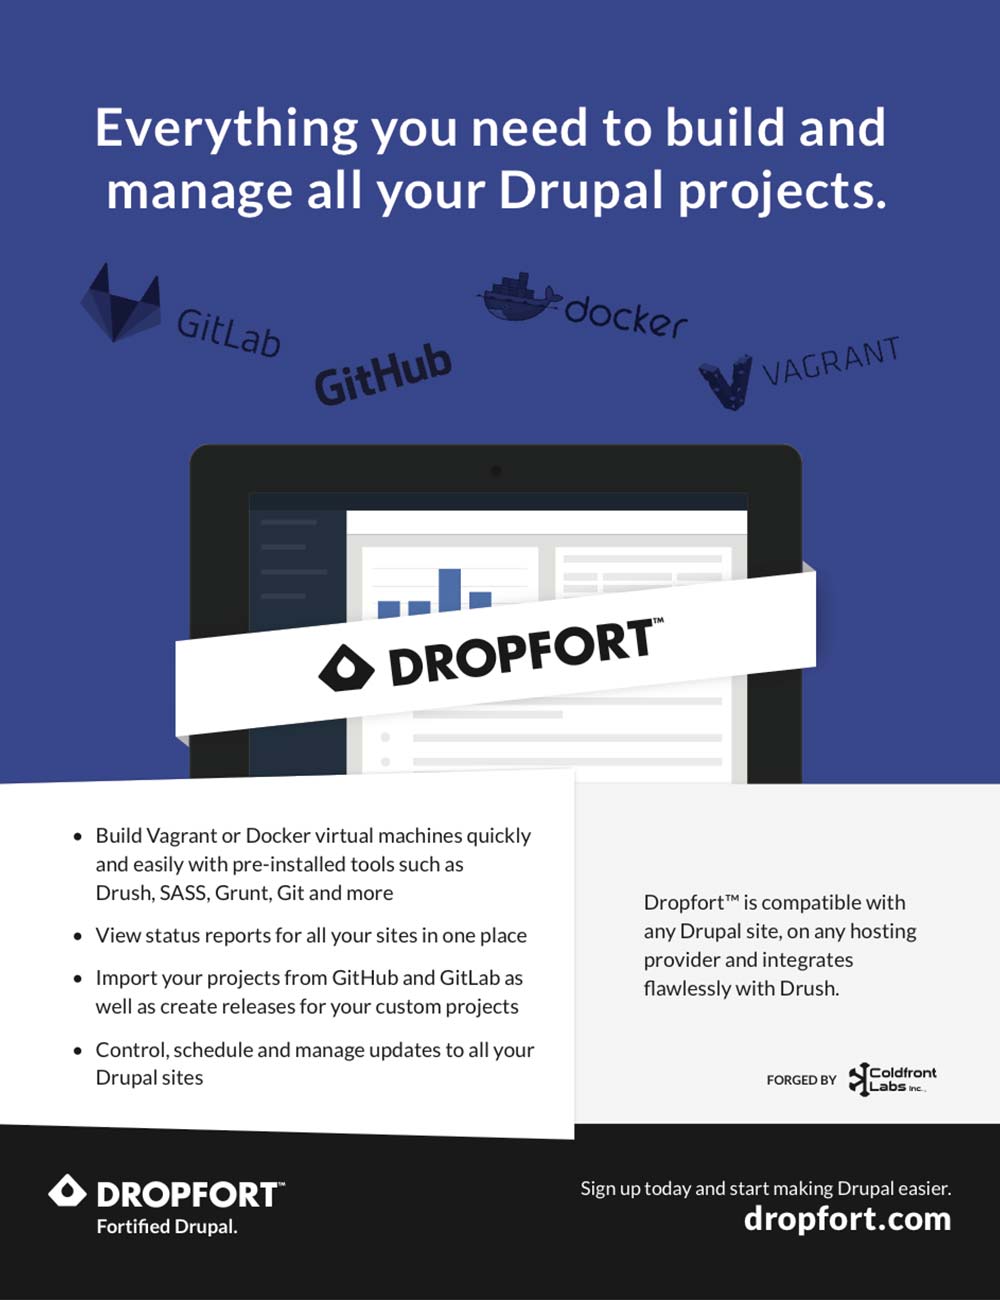 Everything you need to build and
manage all your Drupal projects.
GitLab
docker
GitHub
VAGRANT
DROPFORT™
• Build Vagrant or Docker virtual machines quickly
and easily with pre-installed tools such as
Drush, SASS, Grunt, Git and more
• View status reports for all your sites in one place
• Import your projects from GitHub and GitLab as
well as create releases for your custom projects
• Control, schedule and manage updates to all your
Drupal sites
Dropfort™ is compatible with
any Drupal site, on any hosting
provider and integrates
flawlessly with Drush.
FORGED BY
Coldfront
Labs Inc.
DROPFORT™
Fortified Drupal.
Sign up today and start making Drupal easier.
dropfort.com